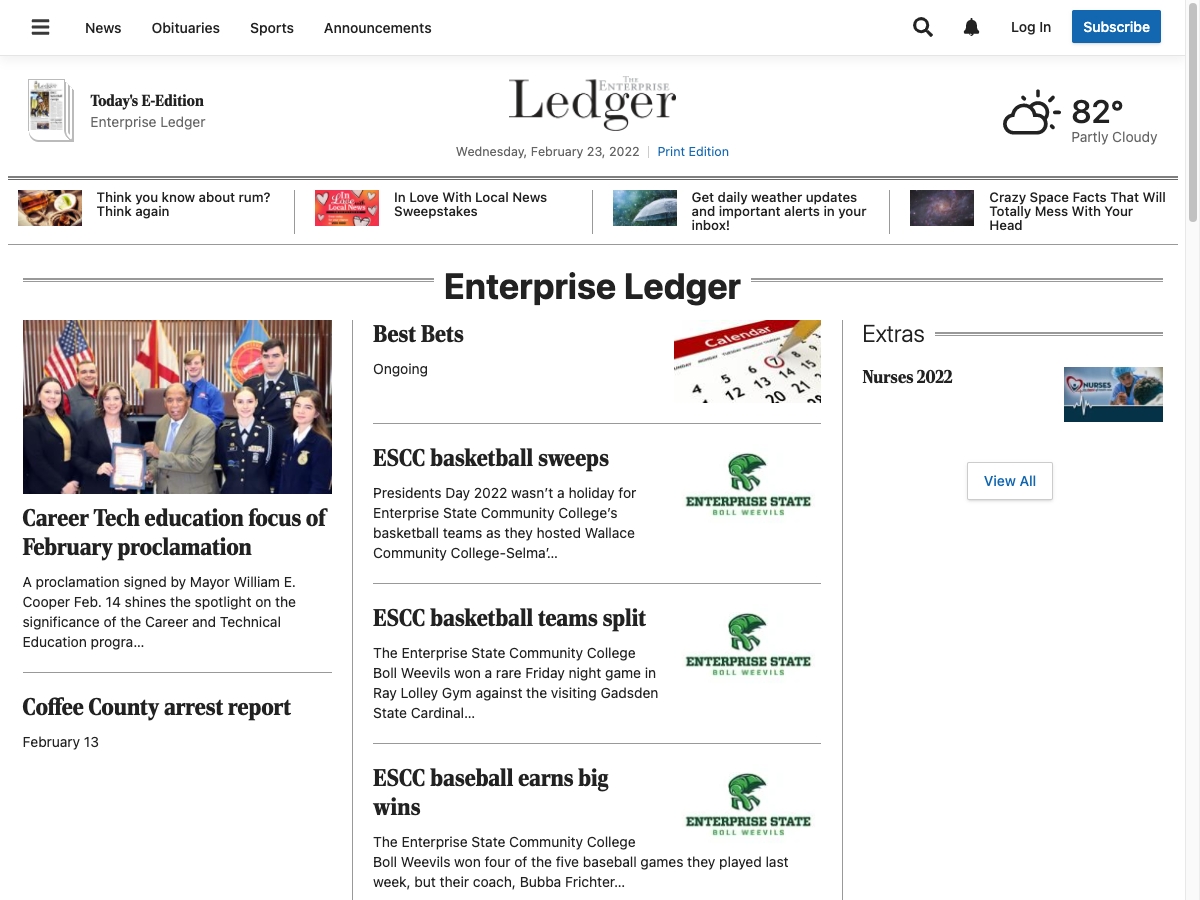 News
Obituaries
Sports
Announcements
Log In
Subscribe
Today's E-Edition
Enterprise Ledger
THE
ENTERPRISE
Ledger
Wednesday, February 23, 2022
Print Edition
82°
Partly Cloudy
Think you know about rum?
Think again
In Love
Local News
In Love With Local News
Sweepstakes
Get daily weather updates
and important alerts in your
inbox!
Crazy Space Facts That Will
Totally Mess With Your
Head
Enterprise Ledger
Career Tech education focus of
February proclamation
A proclamation signed by Mayor William E.
Cooper Feb. 14 shines the spotlight on the
significance of the Career and Technical
Education progra...
Coffee County arrest report
February 13
Best Bets
Ongoing
Calendar
4 5 6 7 8
12 13 14 15
20 21
ESCC basketball sweeps
Presidents Day 2022 wasn’t a holiday for
Enterprise State Community College’s
basketball teams as they hosted Wallace
Community College-Selma’...
ENTERPRISE STATE
BOLL WEEVILS
ESCC basketball teams split
The Enterprise State Community College
Boll Weevils won a rare Friday night game in
Ray Lolley Gym against the visiting Gadsden
State Cardinal...
ENTERPRISE STATE
BOLL WEEVILS
ESCC baseball earns big
wins
The Enterprise State Community College
Boll Weevils won four of the five baseball games they played last
week, but their coach, Bubba Frichter...
ENTERPRISE STATE
BOLL WEEVILS
Extras
Nurses 2022
NURSES
View All